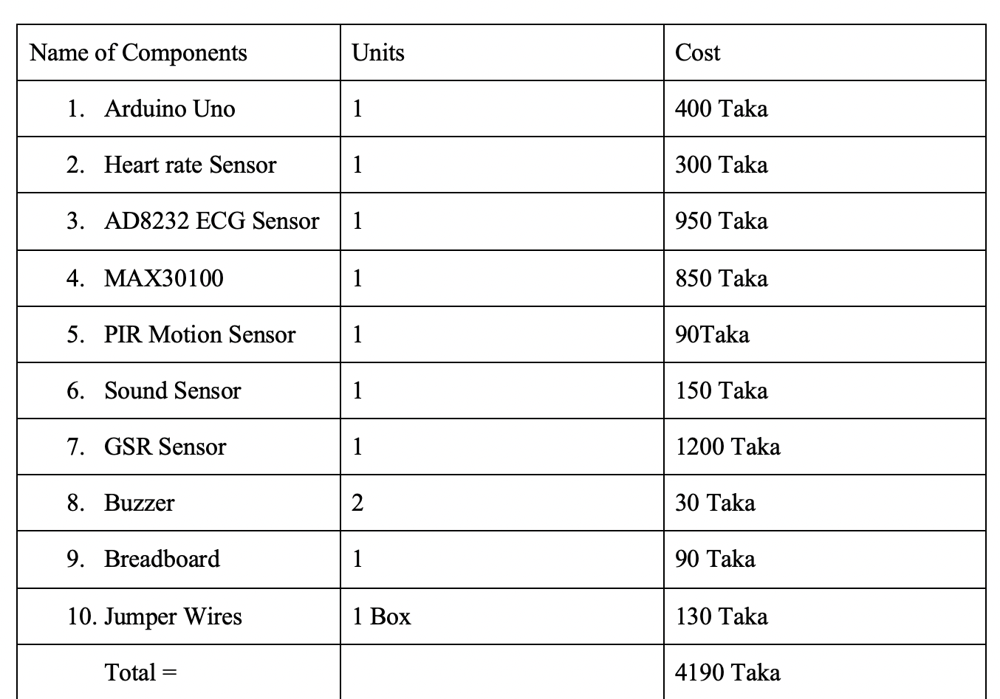 Name of Components Units Cost
1. Arduino Uno 1 400 Taka
2. Heart rate Sensor 1 300 Taka
3. AD8232 ECG Sensor 1 950 Taka
4. MAX30100 1 850 Taka
5. PIR Motion Sensor 1 90Taka
6. Sound Sensor 1 150 Taka
7. GSR Sensor 1 1200 Taka
8. Buzzer 2 30 Taka
9. Breadboard 1 90 Taka
10. Jumper Wires 1 Box 130 Taka
Total = 4190 Taka